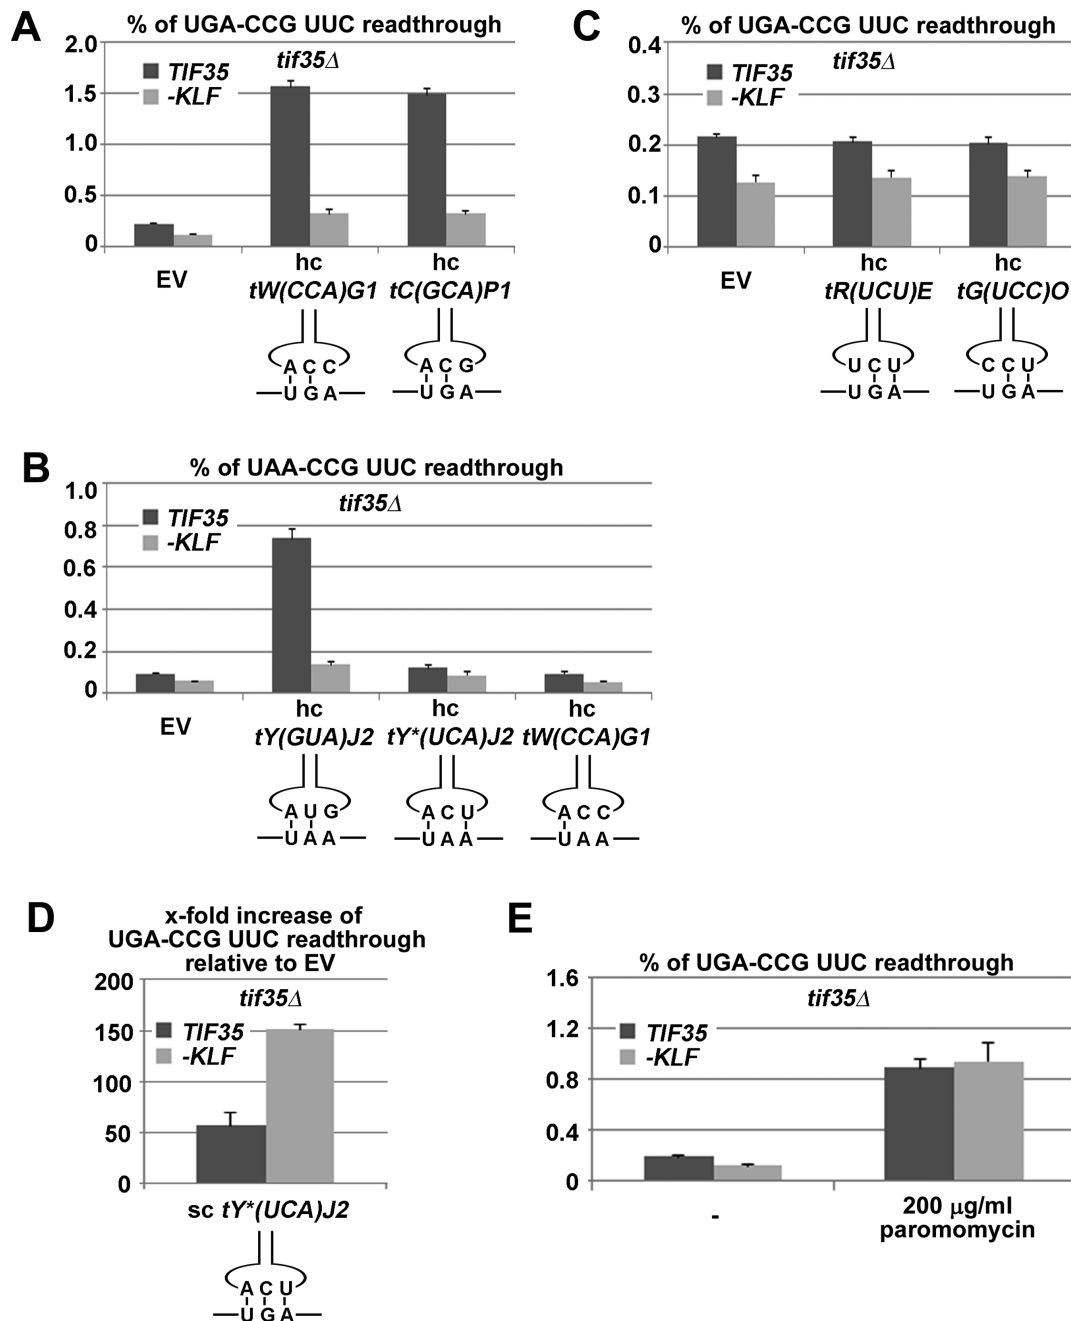 A
% of UGA-CCG UUC readthrough
tif35Δ
TIF35
-KLF
2.0
1.5
1.0
0.5
0
EV
hc
tW(CCA)G1
hc
tC(GCA)P1
A C C
U G A
A C G
U G A
C
% of UGA-CCG UUC readthrough
tif35Δ
TIF35
-KLF
0.4
0.3
0.2
0.1
0
EV
hc
tR(UCU)E
hc
tG(UCC)O
U C U
U G A
C C U
U G A
B
% of UAA-CCG UUC readthrough
tif35Δ
TIF35
-KLF
1.0
0.8
0.6
0.4
0.2
0
EV
hc
tY(GUA)J2
hc
tY*(UCA)J2
hc
tW(CCA)G1
A U G
U A A
A C U
U A A
A C C
U A A
D
x-fold increase of
UGA-CCG UUC readthrough
relative to EV
tif35Δ
TIF35
-KLF
200
150
100
50
0
sc tY*(UCA)J2
A C U
U G A
E
% of UGA-CCG UUC readthrough
tif35Δ
TIF35
-KLF
1.6
1.2
0.8
0.4
0
-
200 μg/ml
paromomycin